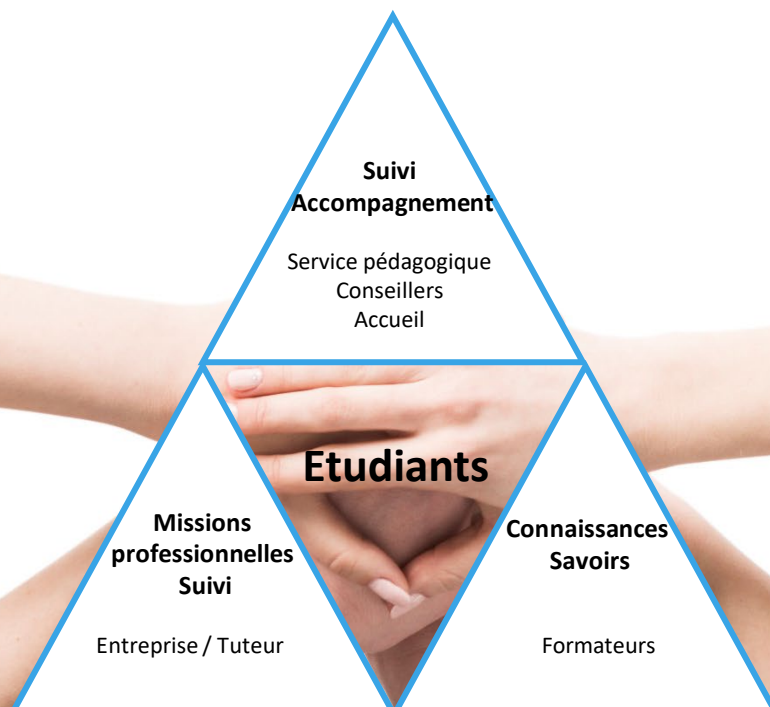 Suivi
Accompagnement
Service pédagogique
Conseillers
Accueil
Etudiants
Missions
professionnelles
Suivi
Entreprise / Tuteur
Connaissances
Savoirs
Formateurs